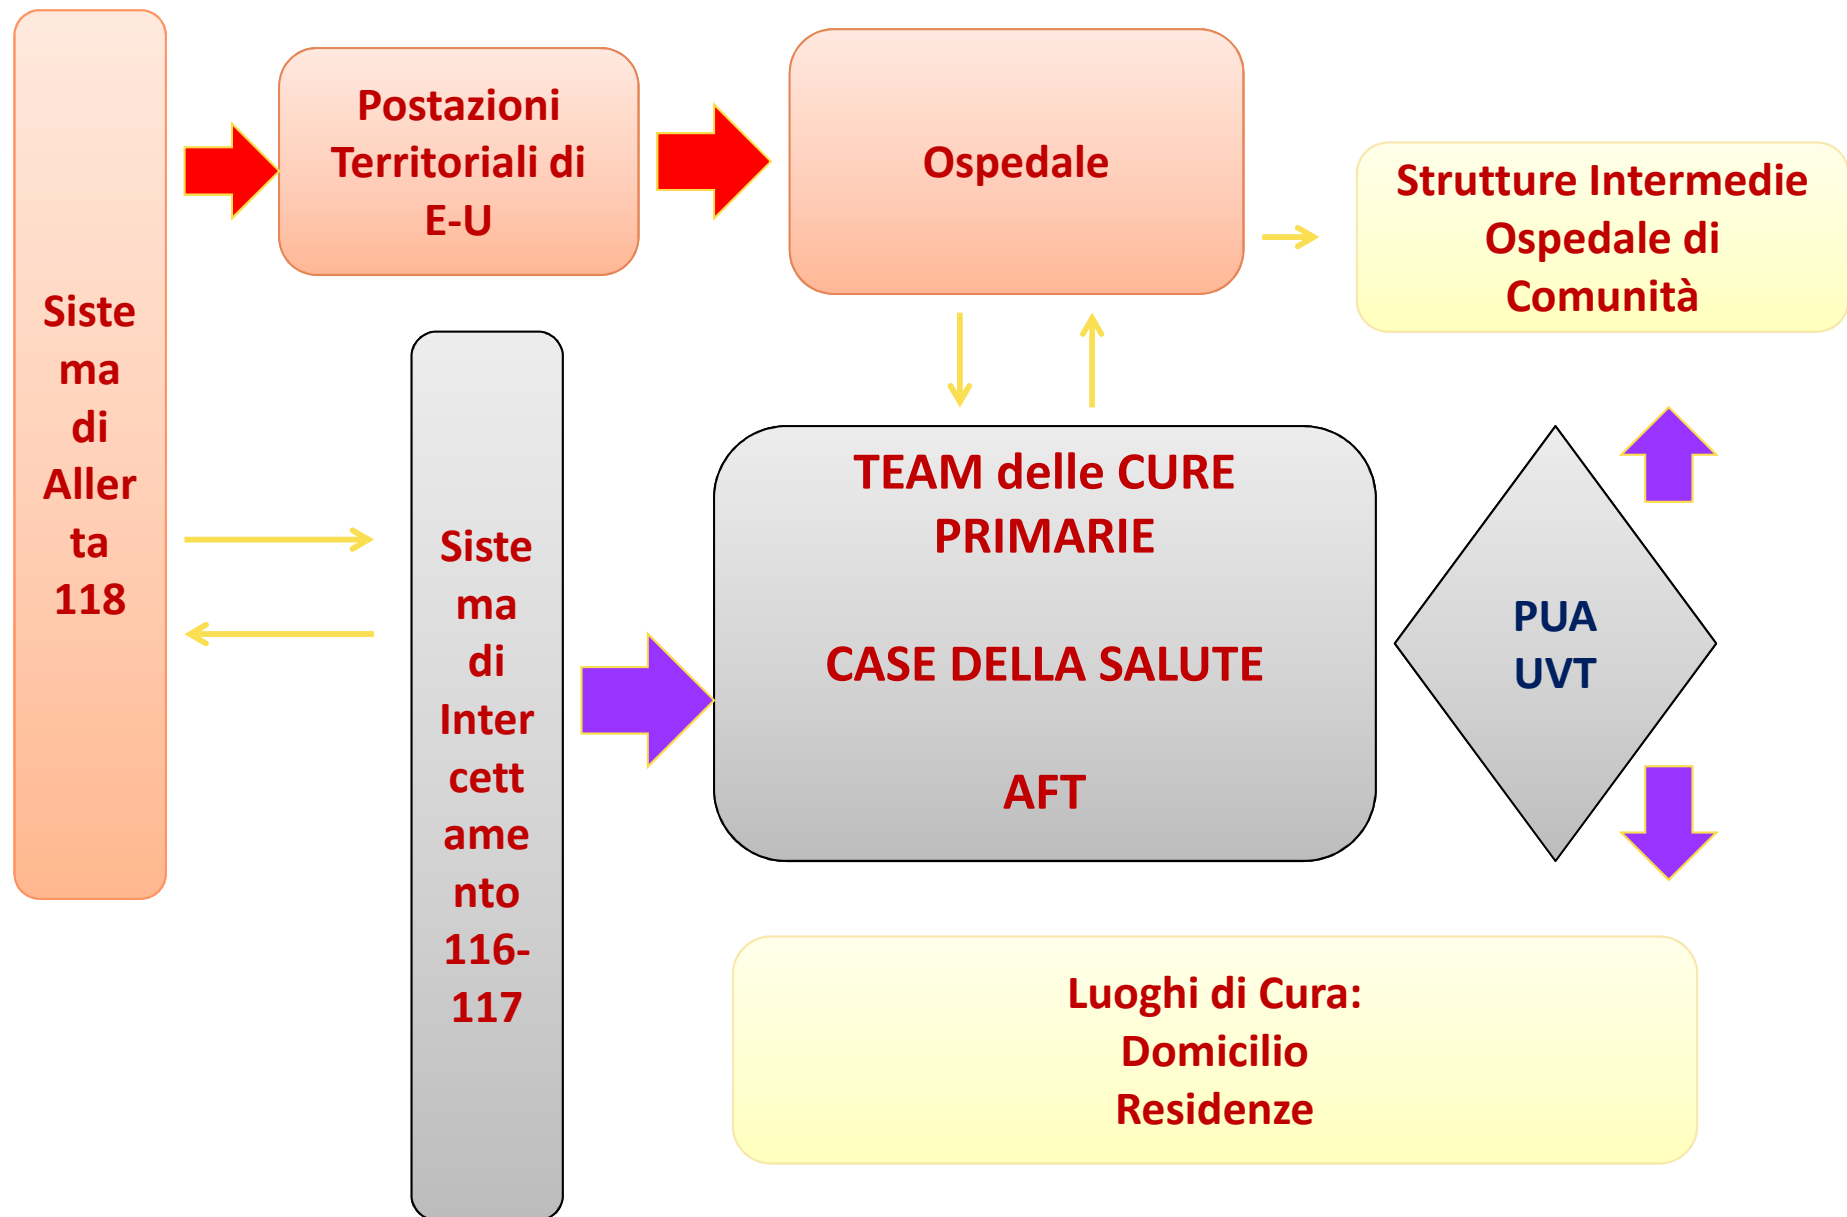 Siste
ma
di
Aller
ta
118
Postazioni
Territoriali di
E-U
Ospedale
Strutture Intermedie
Ospedale di
Comunità
Siste
ma
di
Inter
cett
ame
nto
116-
117
TEAM delle CURE
PRIMARIE
CASE DELLA SALUTE
AFT
PUA
UVT
Luoghi di Cura:
Domicilio
Residenze